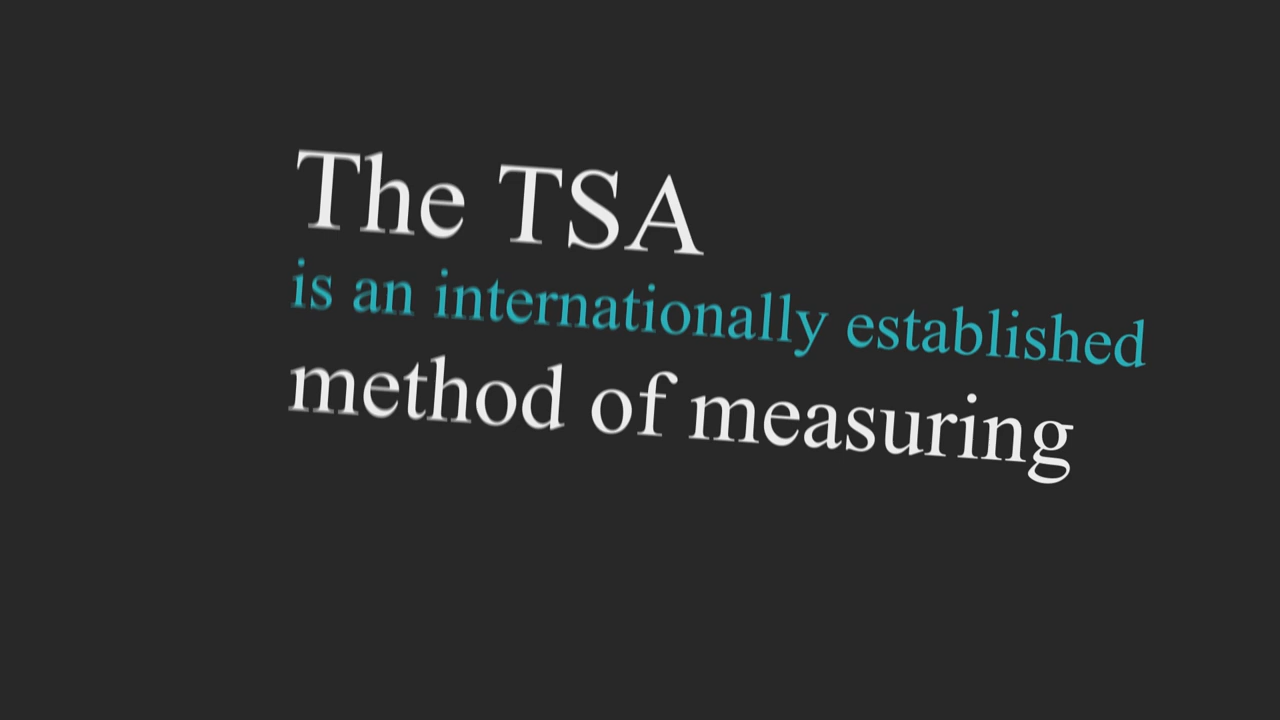 The TSA
is an internationally established
method of measuring